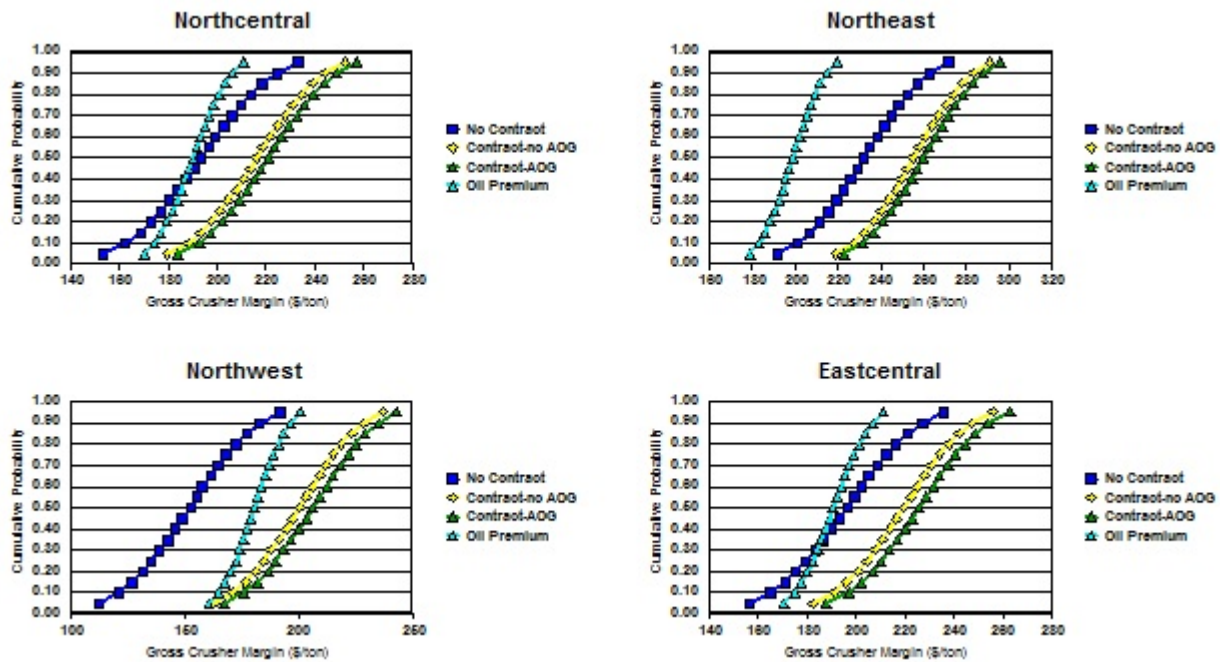 Northcentral
Cumulative Probability
1.00
0.90
0.80
0.70
0.60
0.50
0.40
0.30
0.20
0.10
0.00
140 160 180 200 220 240 260 280
Gross Crusher Margin ($/ton)
No Contract
Contract-no AOG
Contract-AOG
Oil Premium
Northeast
Cumulative Probability
1.00
0.90
0.80
0.70
0.60
0.50
0.40
0.30
0.20
0.10
0.00
160 180 200 220 240 260 280 300 320
Gross Crusher Margin ($/ton)
No Contract
Contract-no AOG
Contract-AOG
Oil Premium
Northwest
Cumulative Probability
1.00
0.90
0.80
0.70
0.60
0.50
0.40
0.30
0.20
0.10
0.00
100 150 200 250
Gross Crusher Margin ($/ton)
No Contract
Contract-no AOG
Contract-AOG
Oil Premium
Eastcentral
Cumulative Probability
1.00
0.90
0.80
0.70
0.60
0.50
0.40
0.30
0.20
0.10
0.00
140 160 180 200 220 240 260 280
Gross Crusher Margin ($/ton)
No Contract
Contract-no AOG
Contract-AOG
Oil Premium